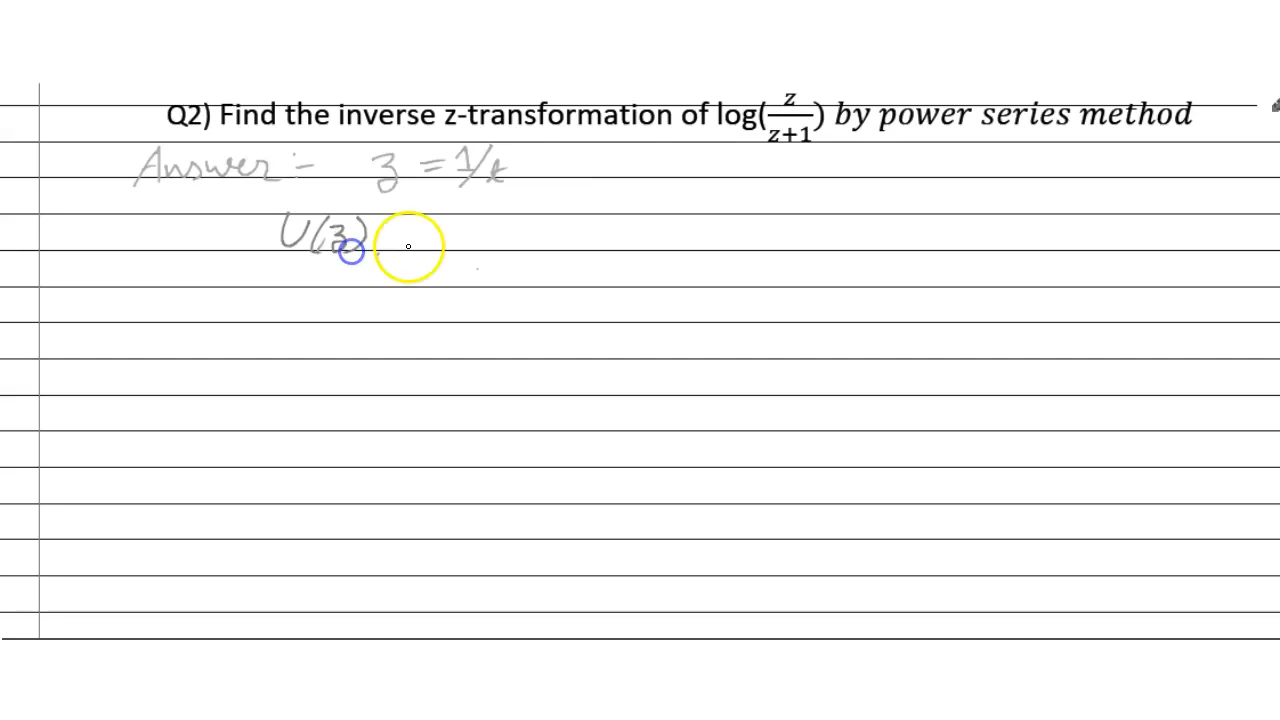 Q2) Find the inverse z-transformation of log(z/z+1) by power series method
Answer :- z = 1/t
U(z)